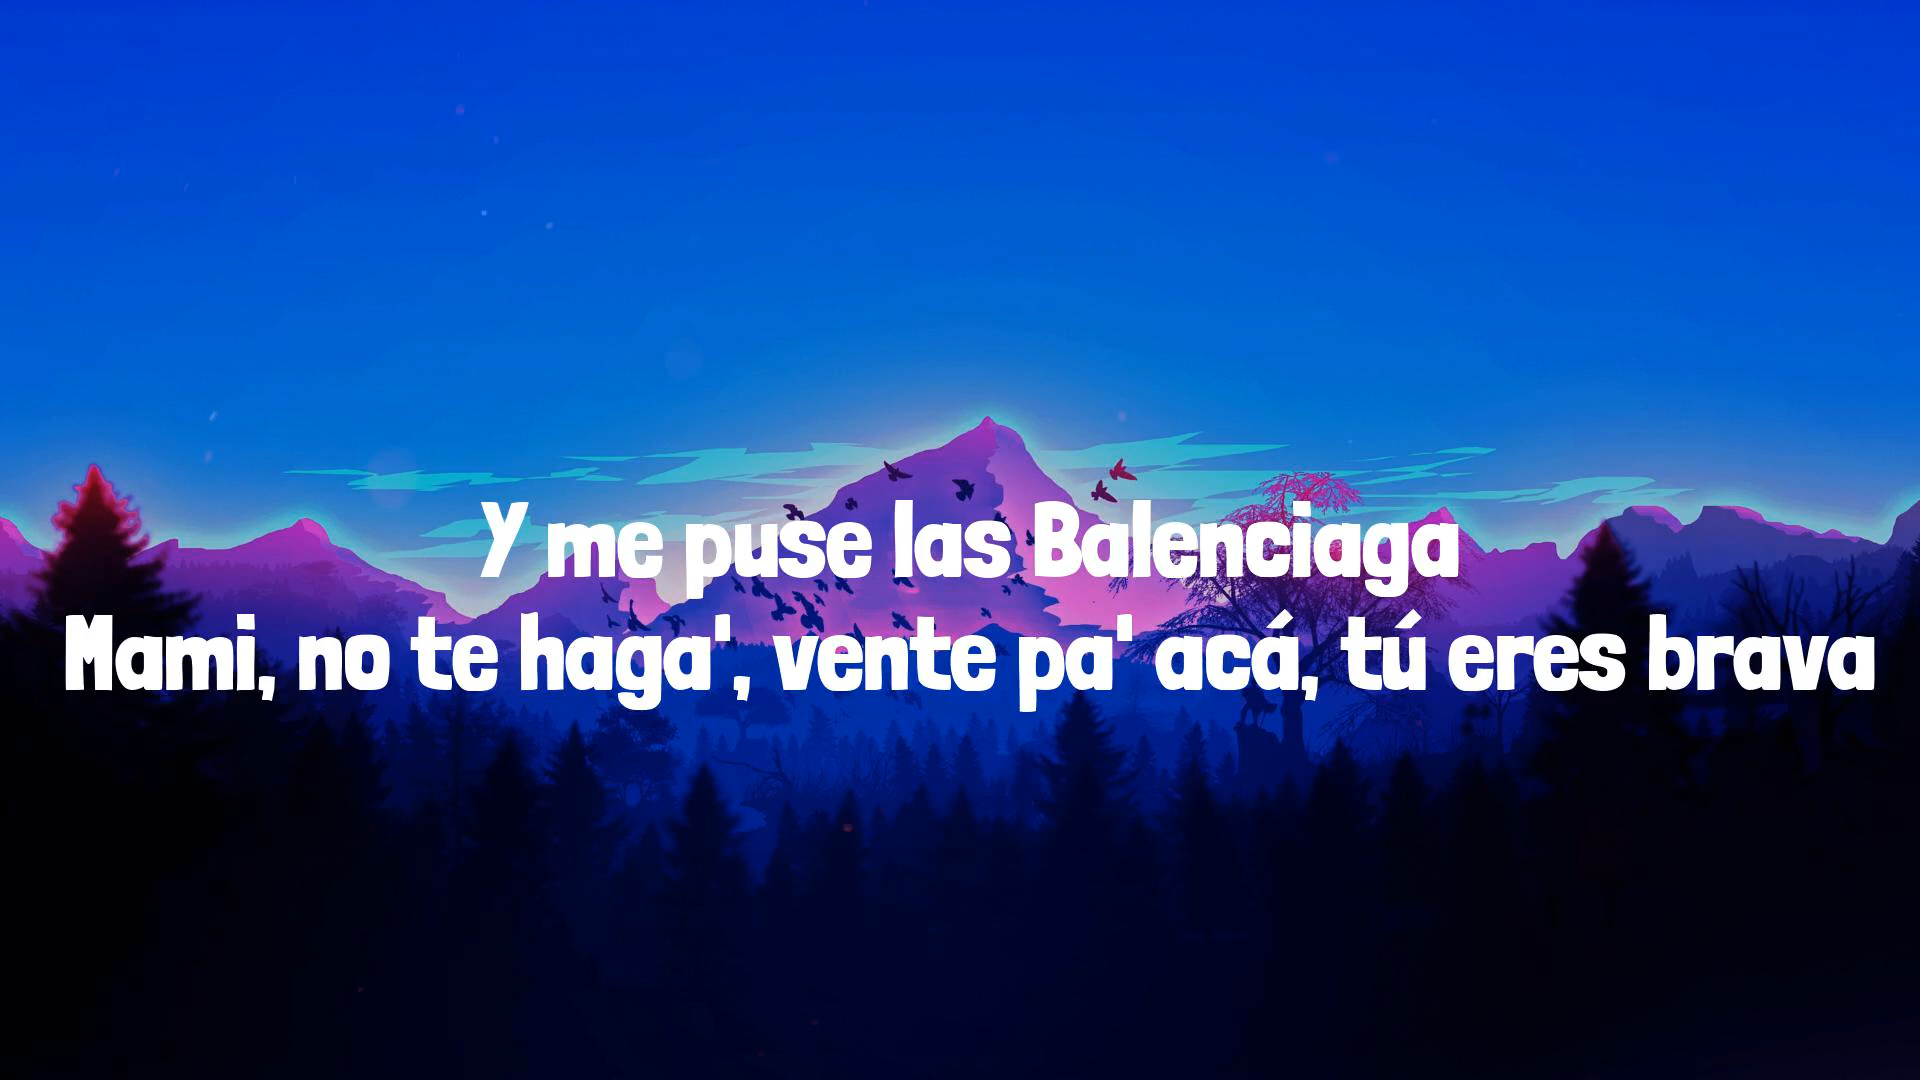 Y me puse las Balenciaga
Mami, no te haga', vente pa' acá, tú eres brava